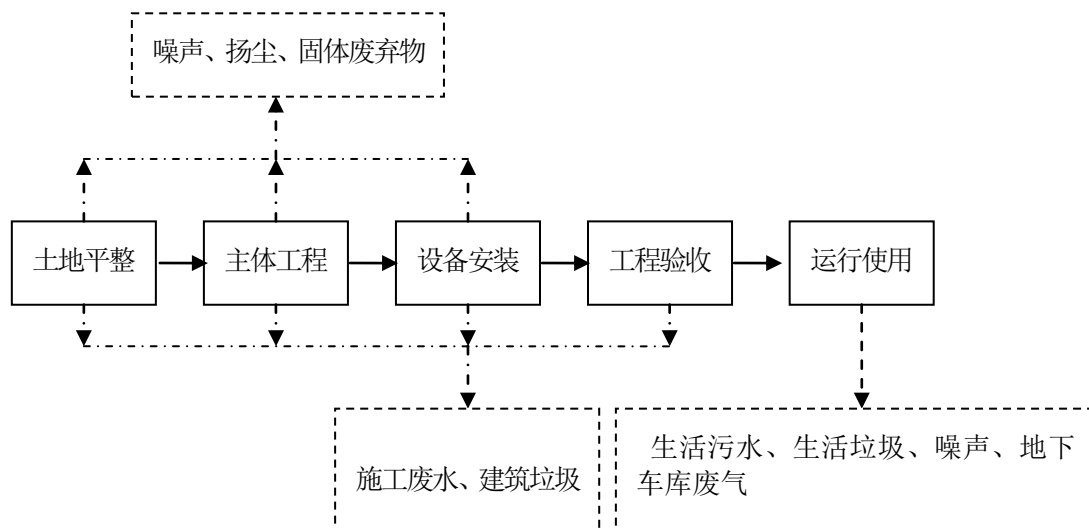 噪声、扬尘、固体废弃物
土地平整
主体工程
设备安装
工程验收
运行使用
施工废水、建筑垃圾
生活污水、生活垃圾、噪声、地下
车库废气